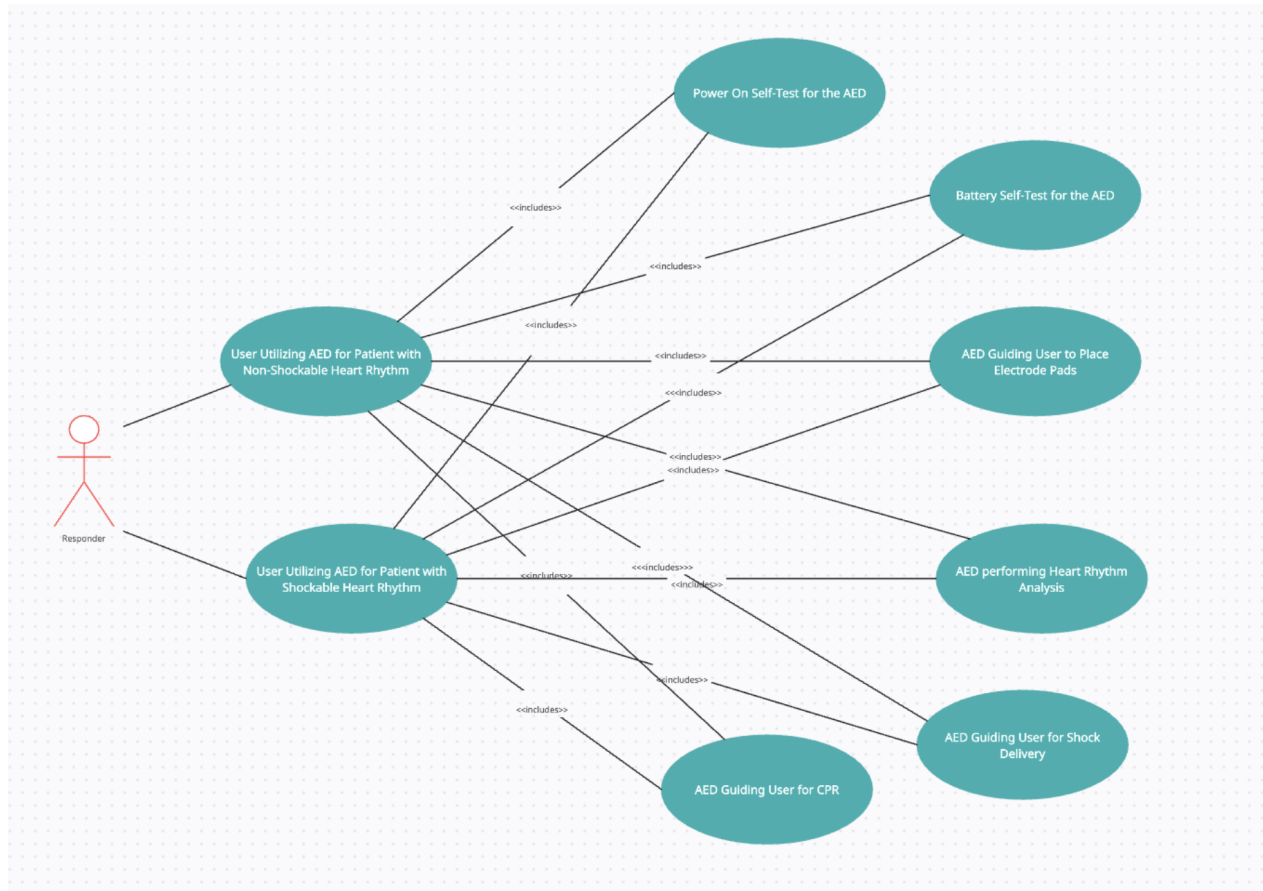 Power On Self-Test for the AED
Battery Self-Test for the AED
<<includes>>
<<includes>>
<<includes>>
User Utilizing AED for Patient with
Non-Shockable Heart Rhythm
<<includes>>
AED Guiding User to Place
Electrode Pads
<<includes>>
<<includes>>
<<includes>>
Responder
User Utilizing AED for Patient with
Shockable Heart Rhythm
<<<includes>>>
<<includes>>
<<includes>>
AED performing Heart Rhythm
Analysis
<<includes>>
<<includes>>
AED Guiding User for Shock
Delivery
AED Guiding User for CPR